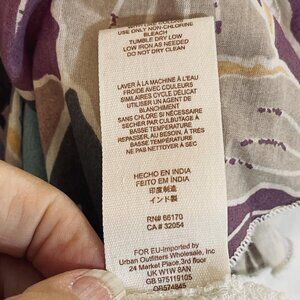 USE ONLY NON-CHLORINE
BLEACH
TUMBLE DRY LOW
LOW IRON AS NEEDED
DO NOT DRY CLEAN
LAVER À LA MACHINE À L'EAU
FROIDE AVEC COULEURS
SIMILAIRES CYCLE DÉLICAT
UTILISER UN AGENT DE
BLANCHIMENT
SANS CHLORE SI NÉCESSAIRE
SÉCHER PAR CULBUTAGE À
BASSE TEMPÉRATURE
REPASSER, AU BESOIN, À TRÈS
BASSE TEMPÉRATURE
NE PAS NETTOYER À SEC
HECHO EN INDIA
FEITO EM ÍNDIA
印度制造
インド製
RN# 66170
CA# 32054
FOR EU-Imported by
Urban Outfitters Wholesale, Inc
24 Market Place,3rd floor
UK W1W 8AN
GB 975119105
OB574845